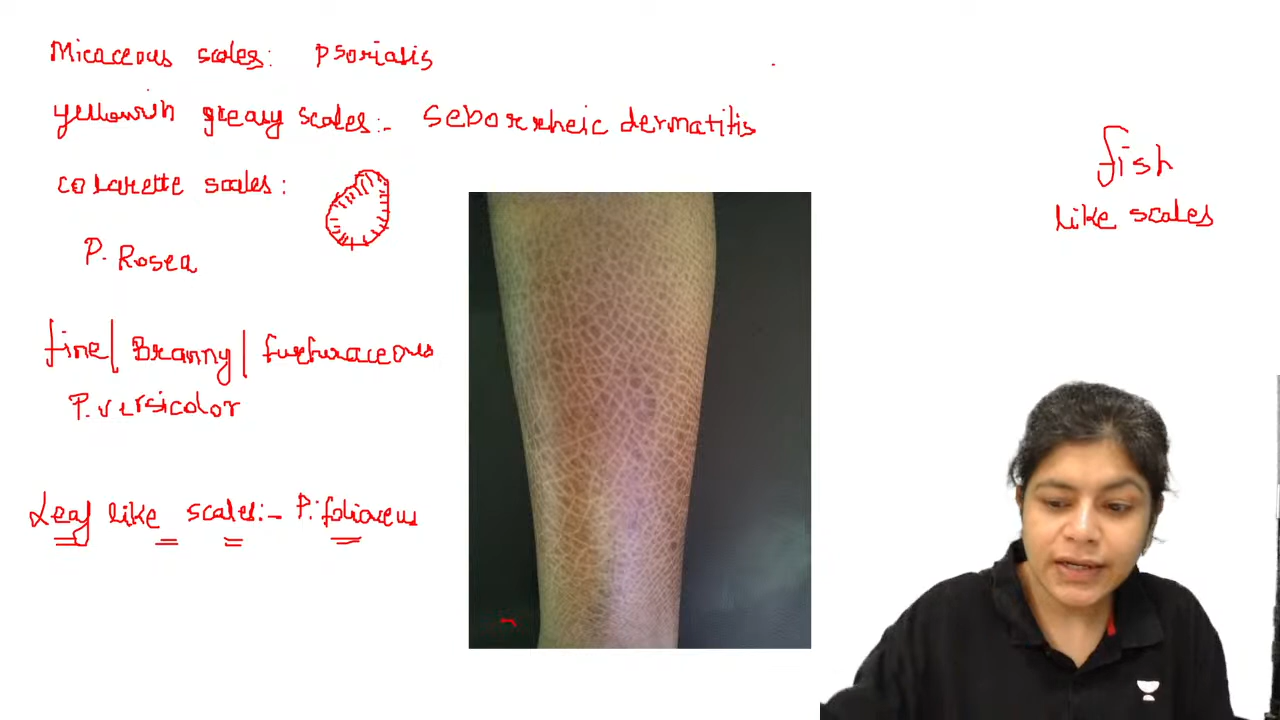 Micaceous scales: Psoriasis
yellowish greasy scales:- Seborrheic dermatitis
colarette scales:
P. Rosea
fine/ Branny/ furfuraceous
P. versicolor
Leaf like scales:- P. foliaceus
fish
like scales